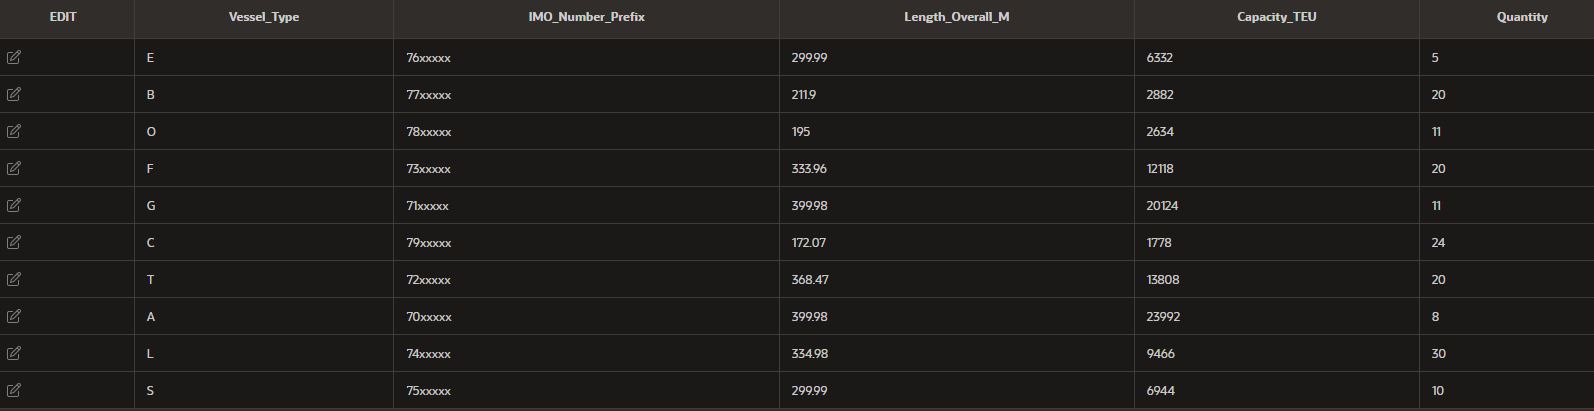 EDIT Vessel_Type IMO_Number_Prefix Length_Overall_M Capacity_TEU Quantity
E 76xxxxx 299.99 6332 5
B 77xxxxx 211.9 2882 20
O 78xxxxx 195 2634 11
F 73xxxxx 333.96 12118 20
G 71xxxxx 399.98 20124 11
C 79xxxxx 172.07 1778 24
T 72xxxxx 368.47 13808 20
A 70xxxxx 399.98 23992 8
L 74xxxxx 334.98 9466 30
S 75xxxxx 299.99 6944 10